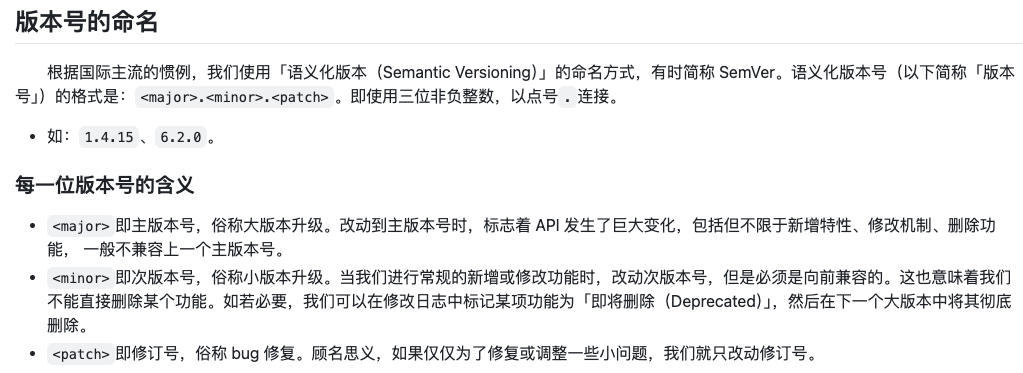 版本号的命名
根据国际主流的惯例，我们使用「语义化版本（Semantic Versioning）」的命名方式，有时简称 SemVer。语义化版本号（以下简称「版本
号」）的格式是：<major>.<minor>.<patch>。即使用三位非负整数，以点号 . 连接。
• 如：1.4.15、6.2.0。
每一位版本号的含义
• <major> 即主版本号，俗称大版本升级。改动到主版本号时，标志着 API 发生了巨大变化，包括但不限于新增特性、修改机制、删除功
能， 一般不兼容上一个主版本号。
• <minor> 即次版本号，俗称小版本升级。当我们进行常规的新增或修改功能时，改动次版本号，但是必须是向前兼容的。这也意味着我们
不能直接删除某个功能。如若必要，我们可以在修改日志中标记某项功能为「即将删除（Deprecated）」，然后在下一个大版本中将其彻底
删除。
• <patch> 即修订号，俗称 bug 修复。顾名思义，如果仅仅为了修复或调整一些小问题，我们就只改动修订号。